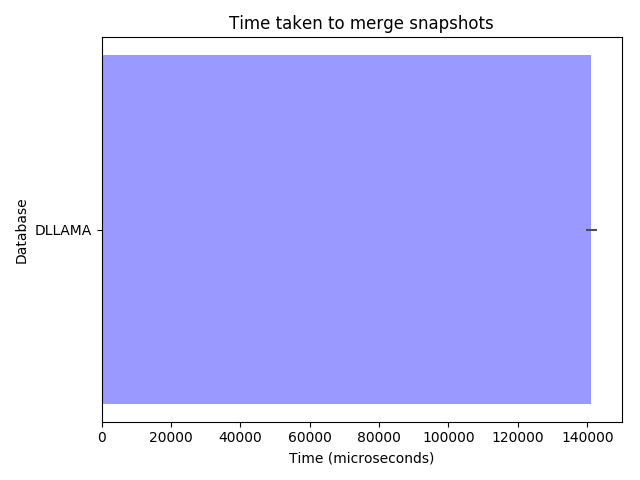 Time taken to merge snapshots
Database
DLLAMA
0 20000 40000 60000 80000 100000 120000 140000
Time (microseconds)